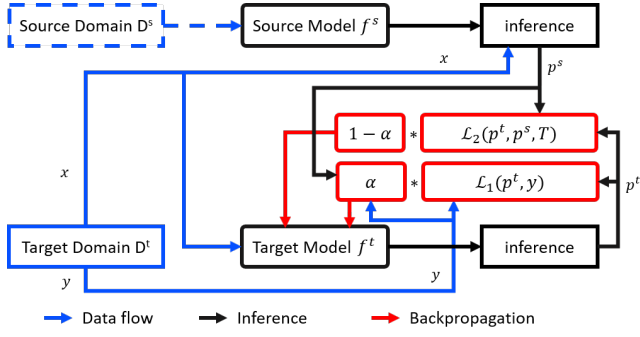 Source Domain Dˢ
Source Model fˢ
inference
x
pˢ
1 − α
*
ℒ₂(pᵗ, pˢ, T)
x
α
*
ℒ₁(pᵗ, y)
pᵗ
Target Domain Dᵗ
Target Model fᵗ
inference
y
y
Data flow
Inference
Backpropagation